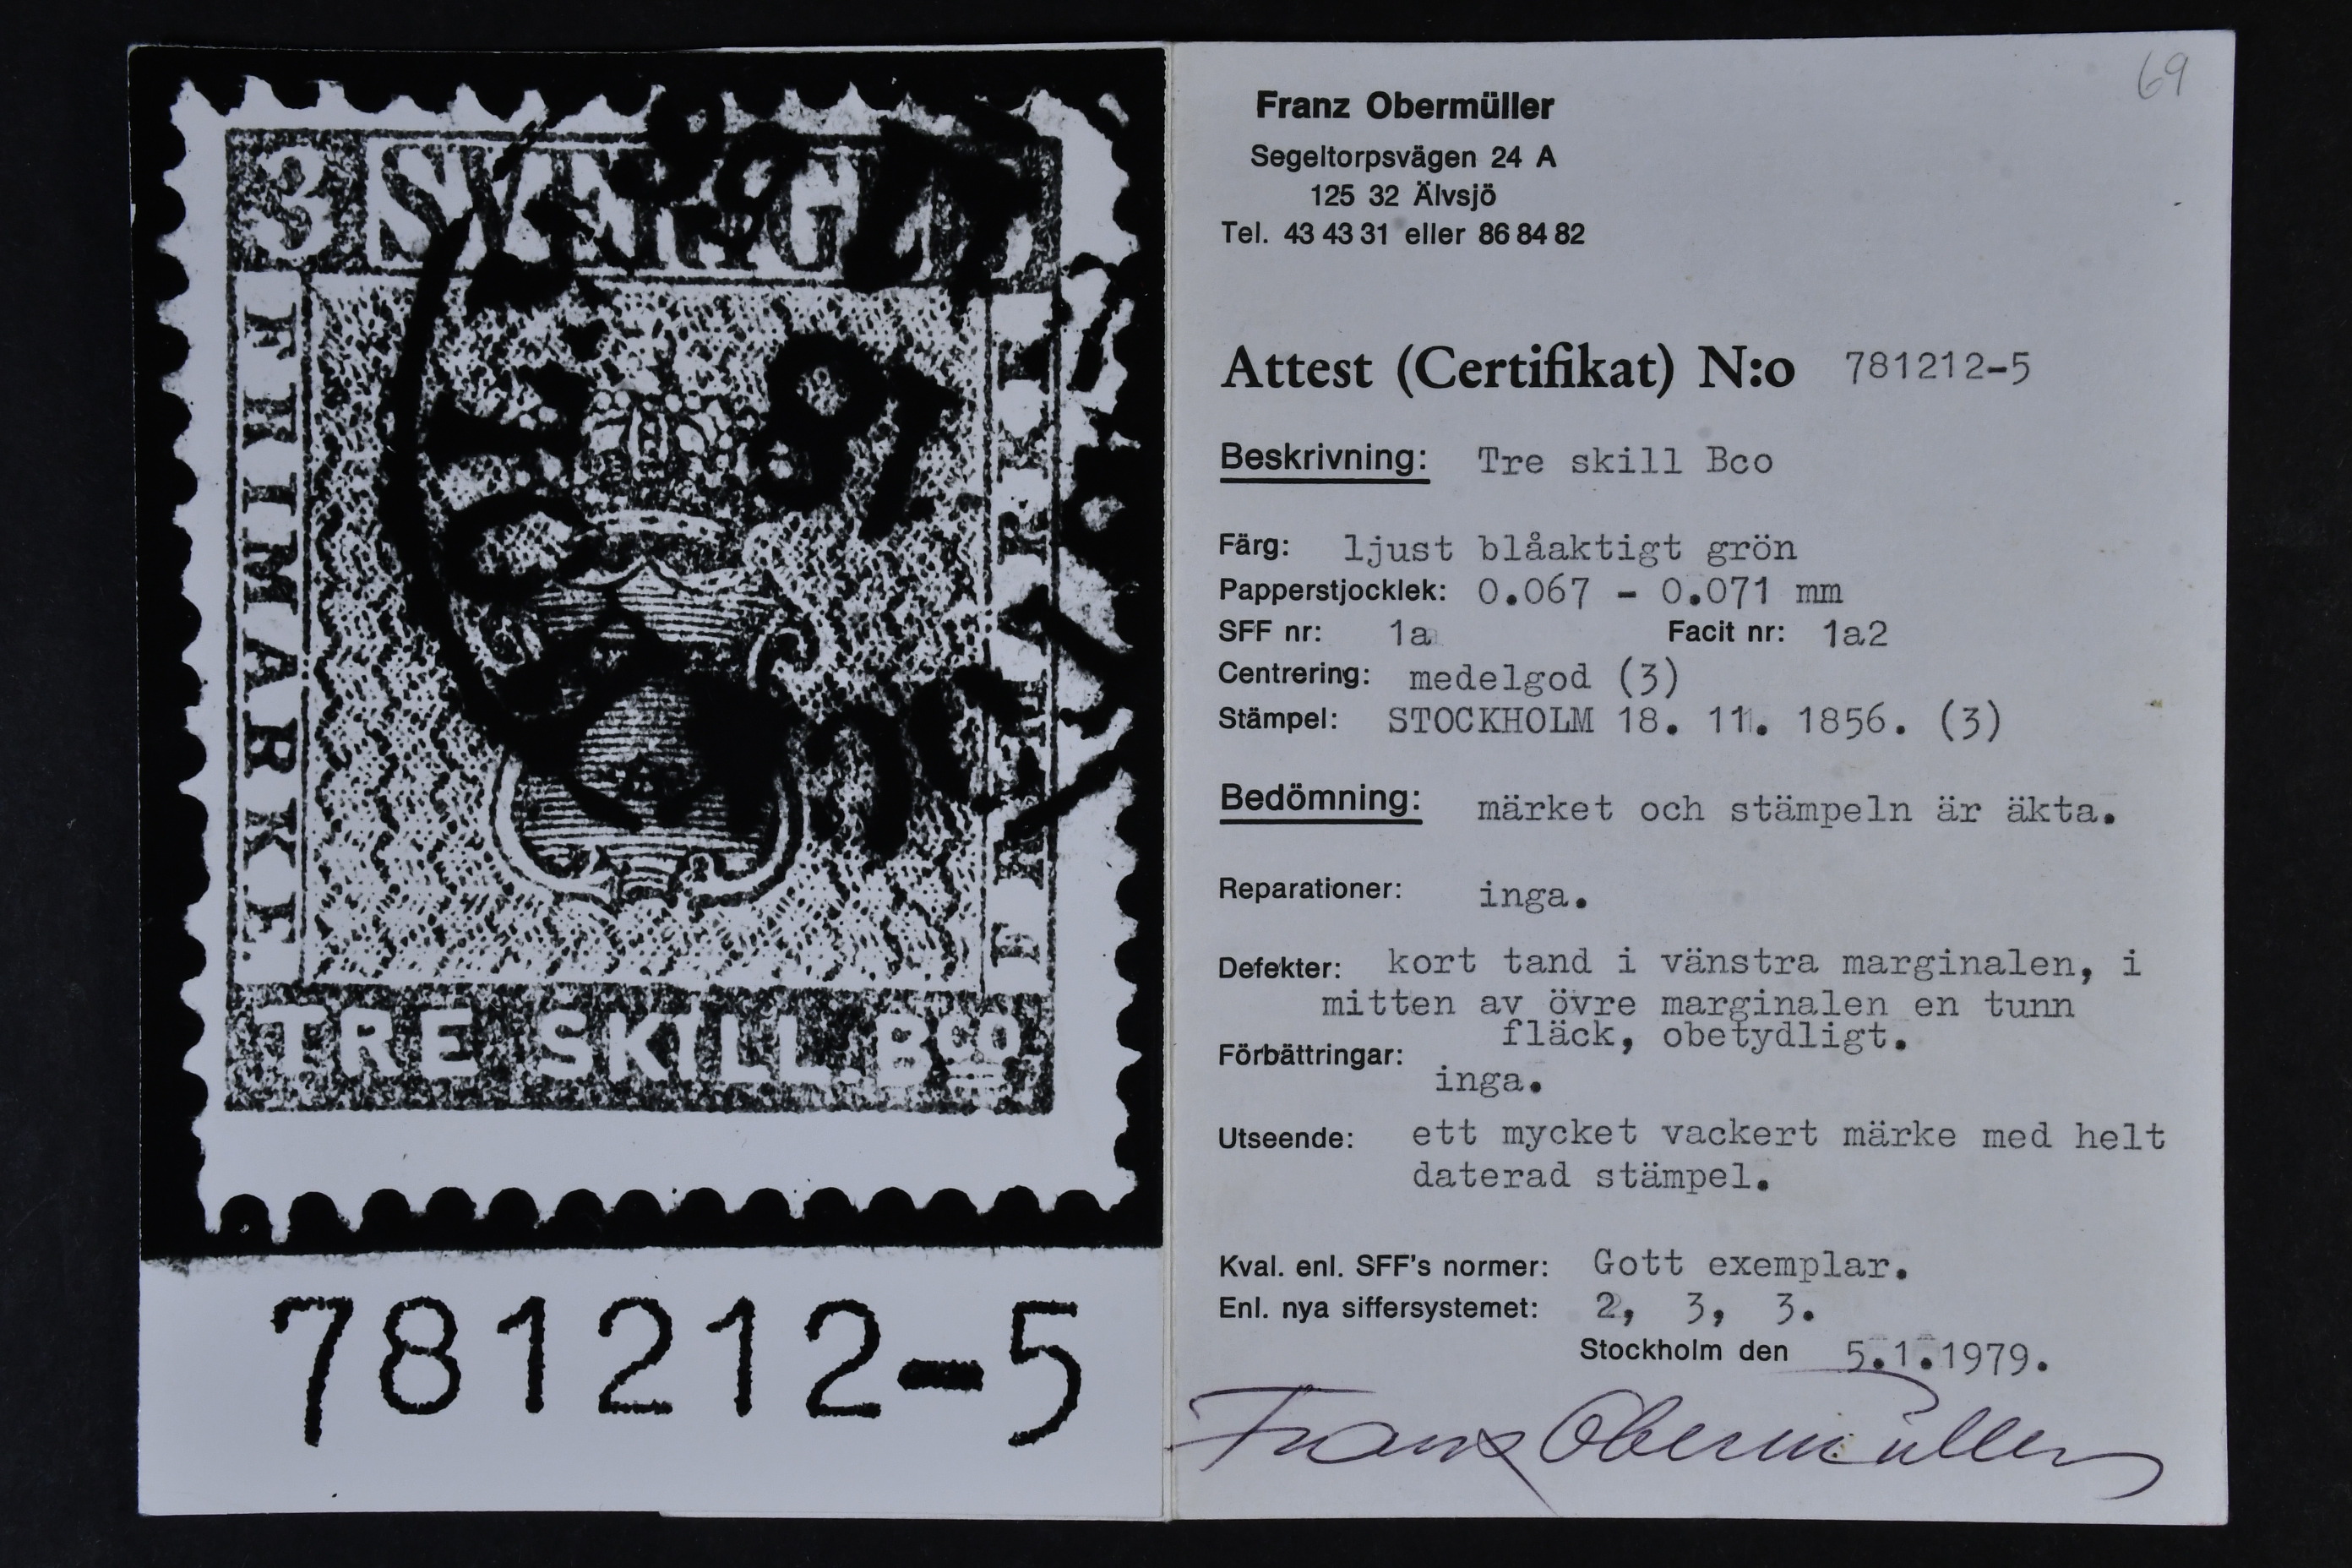 3 SVERIGE
FRIMARKE
TRE SKILL. Bco
781212-5
69
Franz Obermüller
Segeltorpsvägen 24 A
125 32 Älvsjö
Tel. 43 43 31 eller 86 84 82
Attest (Certifikat) N:o 781212-5
Beskrivning: Tre skill Bco
Färg: ljust blåaktigt grön
Papperstjocklek: 0.067 - 0.071 mm
SFF nr: 1a Facit nr: 1a2
Centrering: medelgod (3)
Stämpel: STOCKHOLM 18. 11. 1856. (3)
Bedömning: märket och stämpeln är äkta.
Reparationer: inga.
Defekter: kort tand i vänstra marginalen, i
mitten av övre marginalen en tunn
fläck, obetydligt.
Förbättringar: inga.
Utseende: ett mycket vackert märke med helt
daterad stämpel.
Kval. enl. SFF's normer: Gott exemplar.
Enl. nya siffersystemet: 2, 3, 3.
Stockholm den 5.1.1979.
Franz Obermüller